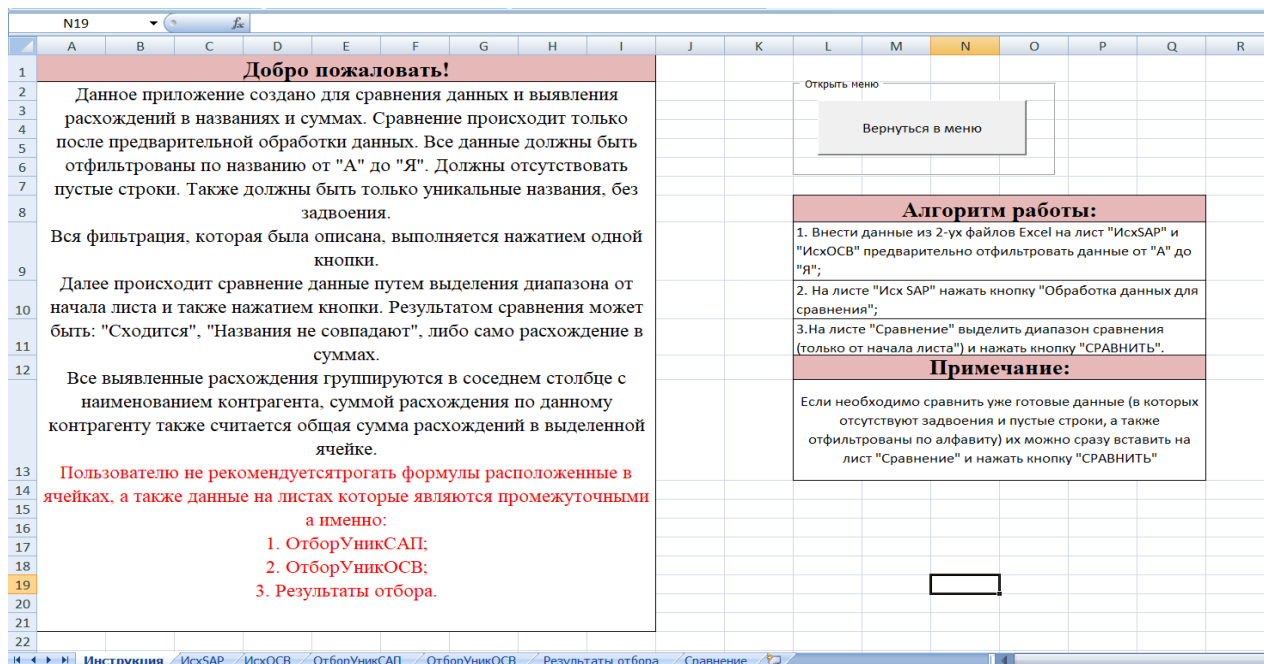 N19
fx
A B C D E F G H I J K L M N O P Q R
1
2
3
4
5
6
7
8
9
10
11
12
13
14
15
16
17
18
19
20
21
22
Добро пожаловать!
Данное приложение создано для сравнения данных и выявления
расхождений в названиях и суммах. Сравнение происходит только
после предварительной обработки данных. Все данные должны быть
отфильтрованы по названию от "А" до "Я". Должны отсутствовать
пустые строки. Также должны быть только уникальные названия, без
задвоения.
Вся фильтрация, которая была описана, выполняется нажатием одной
кнопки.
Далее происходит сравнение данные путем выделения диапазона от
начала листа и также нажатием кнопки. Результатом сравнения может
быть: "Сходится", "Названия не совпадают", либо само расхождение в
суммах.
Все выявленные расхождения группируются в соседнем столбце с
наименованием контрагента, суммой расхождения по данному
контрагенту также считается общая сумма расхождений в выделенной
ячейке.
Пользователю не рекомендуетсятрогать формулы расположенные в
ячейках, а также данные на листах которые являются промежуточными
а именно:
1. ОтборУникСАП;
2. ОтборУникОСВ;
3. Результаты отбора.
Открыть меню
Вернуться в меню
Алгоритм работы:
1. Внести данные из 2-ух файлов Excel на лист "ИсхSAP" и
"ИсхОСВ" предварительно отфильтровать данные от "А" до
"Я";
2. На листе "Исх SAP" нажать кнопку "Обработка данных для
сравнения";
3.На листе "Сравнение" выделить диапазон сравнения
(только от начала листа") и нажать кнопку "СРАВНИТЬ".
Примечание:
Если необходимо сравнить уже готовые данные (в которых
отсутствуют задвоения и пустые строки, а также
отфильтрованы по алфавиту) их можно сразу вставить на
лист "Сравнение" и нажать кнопку "СРАВНИТЬ"
Инструкция ИсхSAP ИсхОСВ ОтборУникСАП ОтборУникОСВ Результаты отбора Сравнение